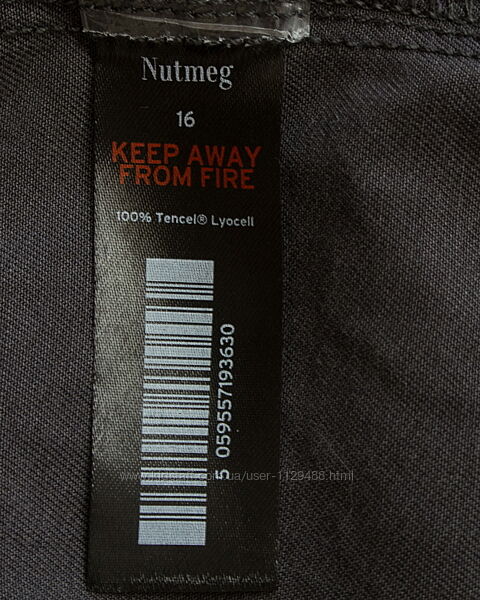 Nutmeg
16
KEEP AWAY
FROM FIRE
100% Tencel® Lyocell
5 059557193630